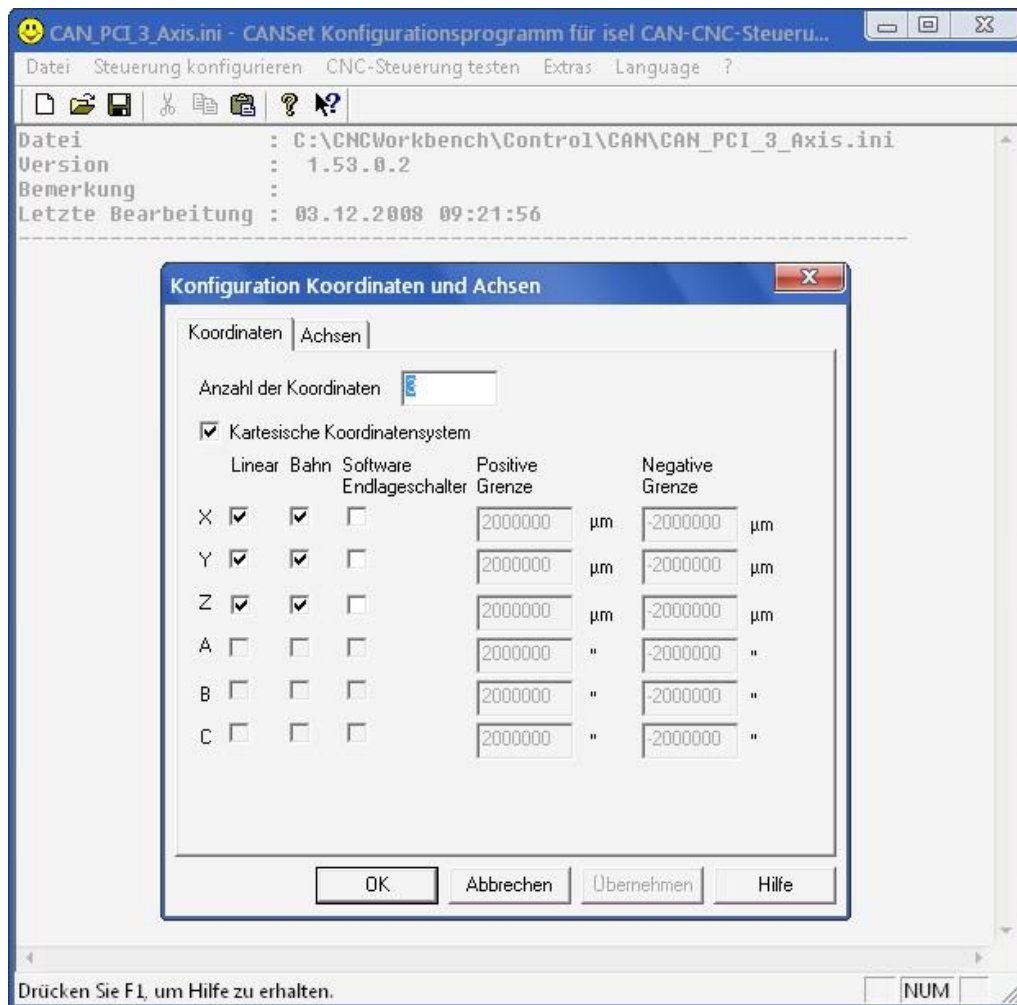 CAN_PCI_3_Axis.ini - CANSet Konfigurationsprogramm für isel CAN-CNC-Steueru...
Datei Steuerung konfigurieren CNC-Steuerung testen Extras Language ?
Datei : C:\CNCWorkbench\Control\CAN\CAN_PCI_3_Axis.ini
Version : 1.53.0.2
Bemerkung :
Letzte Bearbeitung : 03.12.2008 09:21:56
Konfiguration Koordinaten und Achsen
Koordinaten Achsen
Anzahl der Koordinaten 3
Kartesische Koordinatensystem
Linear Bahn Software Positive Negative
Endlageschalter Grenze Grenze
X 2000000 µm -2000000 µm
Y 2000000 µm -2000000 µm
Z 2000000 µm -2000000 µm
A 2000000 " -2000000 "
B 2000000 " -2000000 "
C 2000000 " -2000000 "
OK Abbrechen Übernehmen Hilfe
Drücken Sie F1, um Hilfe zu erhalten. NUM